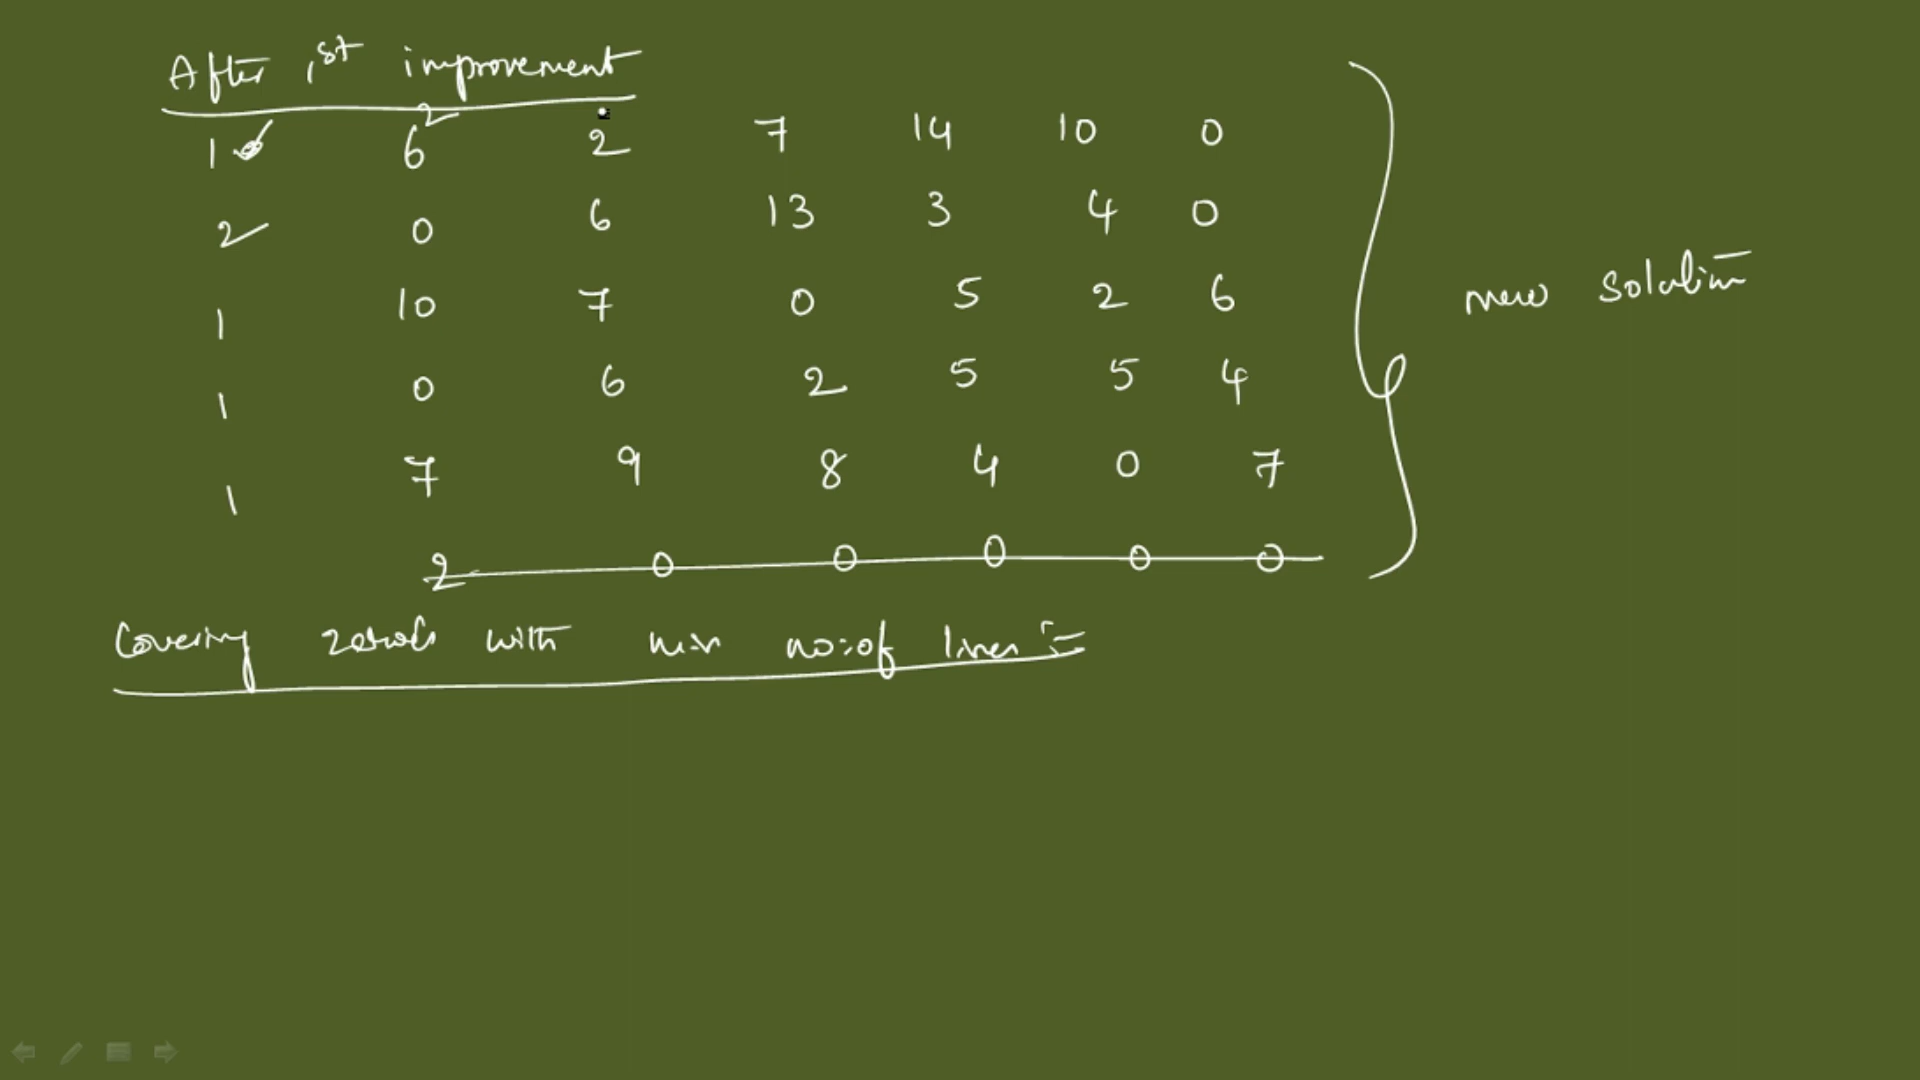 After 1st improvement
1 6 2 2 7 14 10 0
2 0 6 13 3 4 0
1 10 7 0 5 2 6
1 0 6 2 5 5 4
1 7 9 8 4 0 7
2 0 0 0 0 0
new solution
Covering with min no: of lines :-